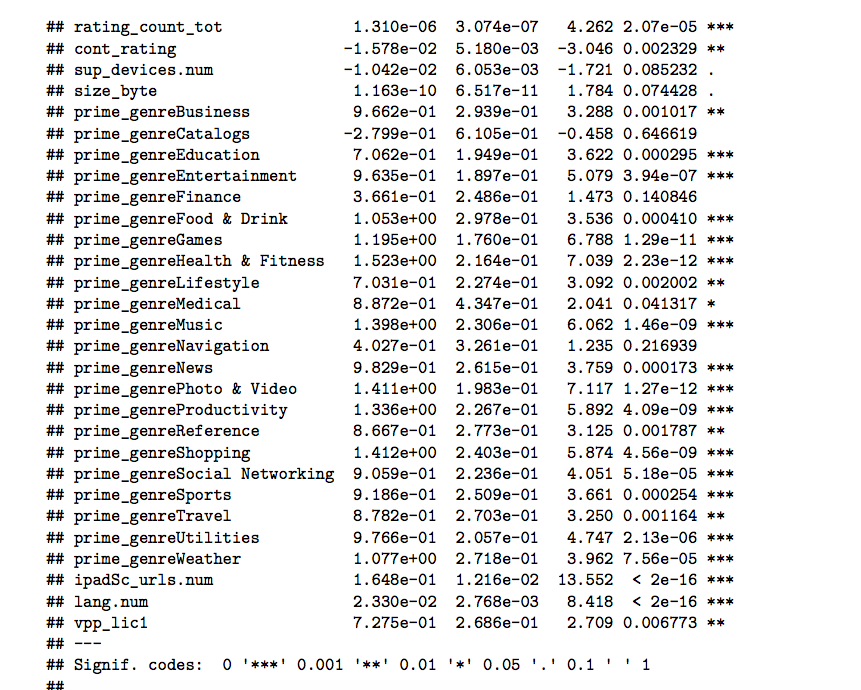 ## rating_count_tot 1.310e-06 3.074e-07 4.262 2.07e-05 ***
## cont_rating -1.578e-02 5.180e-03 -3.046 0.002329 **
## sup_devices.num -1.042e-02 6.053e-03 -1.721 0.085232 .
## size_byte 1.163e-10 6.517e-11 1.784 0.074428 .
## prime_genreBusiness 9.662e-01 2.939e-01 3.288 0.001017 **
## prime_genreCatalogs -2.799e-01 6.105e-01 -0.458 0.646619
## prime_genreEducation 7.062e-01 1.949e-01 3.622 0.000295 ***
## prime_genreEntertainment 9.635e-01 1.897e-01 5.079 3.94e-07 ***
## prime_genreFinance 3.661e-01 2.486e-01 1.473 0.140846
## prime_genreFood & Drink 1.053e+00 2.978e-01 3.536 0.000410 ***
## prime_genreGames 1.195e+00 1.760e-01 6.788 1.29e-11 ***
## prime_genreHealth & Fitness 1.523e+00 2.164e-01 7.039 2.23e-12 ***
## prime_genreLifestyle 7.031e-01 2.274e-01 3.092 0.002002 **
## prime_genreMedical 8.872e-01 4.347e-01 2.041 0.041317 *
## prime_genreMusic 1.398e+00 2.306e-01 6.062 1.46e-09 ***
## prime_genreNavigation 4.027e-01 3.261e-01 1.235 0.216939
## prime_genreNews 9.829e-01 2.615e-01 3.759 0.000173 ***
## prime_genrePhoto & Video 1.411e+00 1.983e-01 7.117 1.27e-12 ***
## prime_genreProductivity 1.336e+00 2.267e-01 5.892 4.09e-09 ***
## prime_genreReference 8.667e-01 2.773e-01 3.125 0.001787 **
## prime_genreShopping 1.412e+00 2.403e-01 5.874 4.56e-09 ***
## prime_genreSocial Networking 9.059e-01 2.236e-01 4.051 5.18e-05 ***
## prime_genreSports 9.186e-01 2.509e-01 3.661 0.000254 ***
## prime_genreTravel 8.782e-01 2.703e-01 3.250 0.001164 **
## prime_genreUtilities 9.766e-01 2.057e-01 4.747 2.13e-06 ***
## prime_genreWeather 1.077e+00 2.718e-01 3.962 7.56e-05 ***
## ipadSc_urls.num 1.648e-01 1.216e-02 13.552 < 2e-16 ***
## lang.num 2.330e-02 2.768e-03 8.418 < 2e-16 ***
## vpp_lic1 7.275e-01 2.686e-01 2.709 0.006773 **
## ---
## Signif. codes: 0 '***' 0.001 '**' 0.01 '*' 0.05 '.' 0.1 ' ' 1
##